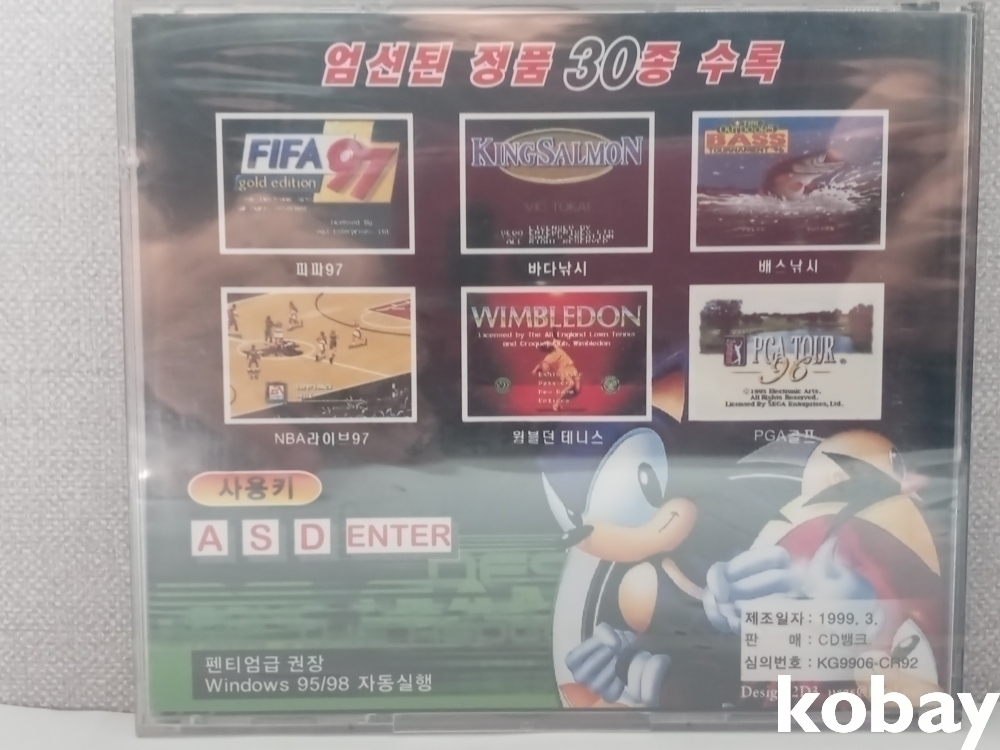 엄선된 정품 30종 수록
FIFA 97
gold edition
Licensed By
KINGSALMON
VIC TOKAI
BASS
피파97
바다낚시
배스낚시
WIMBLEDON
Licensed by The All England Lawn Tennis
and Croquet Club, Wimbledon
PGA TOUR
96
© 1995 Electronic Arts.
All Rights Reserved.
Licensed by SEGA Enterprises, Ltd.
NBA라이브97
윔블던 테니스
PGA골프
사용키
A S D ENTER
제조일자 : 1999. 3.
판 매 : CD뱅크
심의번호 : KG9906-CH92
펜티엄급 권장
Windows 95/98 자동실행
kobay